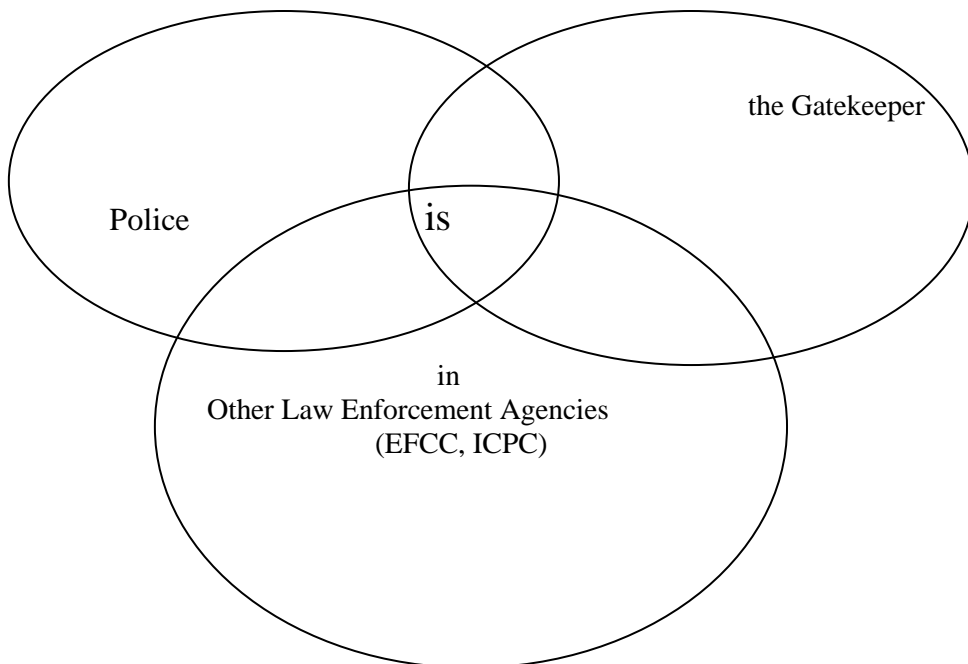 the Gatekeeper
Police
is
in
Other Law Enforcement Agencies
(EFCC, ICPC)